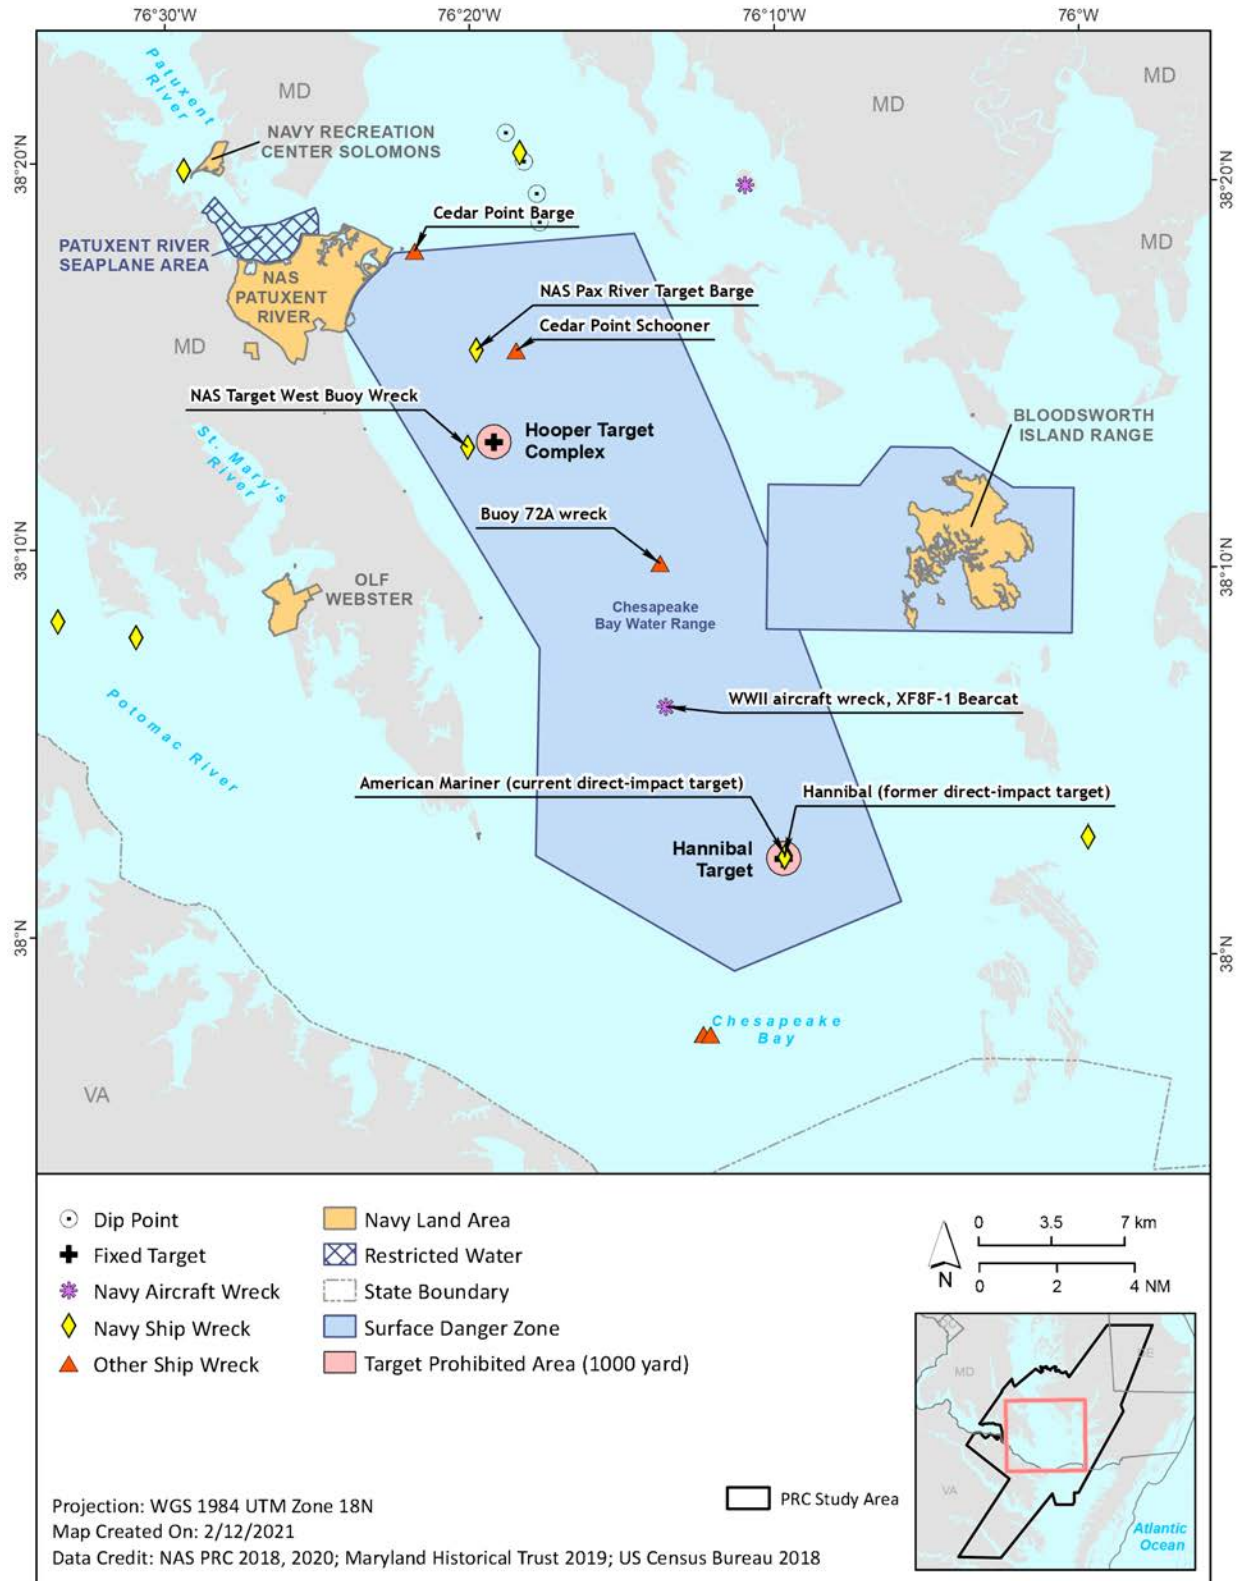 76°30'W
76°20'W
76°10'W
76°W
Patuxent
River
MD
MD
MD
NAVY RECREATION
CENTER SOLOMONS
38°20'N
38°20'N
Cedar Point Barge
MD
PATUXENT RIVER
SEAPLANE AREA
NAS
PATUXENT
RIVER
NAS Pax River Target Barge
Cedar Point Schooner
MD
NAS Target West Buoy Wreck
BLOODSWORTH
ISLAND RANGE
Hooper Target
Complex
St. Mary's
River
Buoy 72A wreck
38°10'N
38°10'N
OLF
WEBSTER
Chesapeake
Bay Water Range
Potomac River
WWII aircraft wreck, XF8F-1 Bearcat
American Mariner (current direct-impact target)
Hannibal (former direct-impact target)
Hannibal
Target
38°N
38°N
Chesapeake
Bay
VA
Dip Point
Fixed Target
Navy Aircraft Wreck
Navy Ship Wreck
Other Ship Wreck
Navy Land Area
Restricted Water
State Boundary
Surface Danger Zone
Target Prohibited Area (1000 yard)
N
0 3.5 7 km
0 2 4 NM
MD
DE
VA
Atlantic
Ocean
PRC Study Area
Projection: WGS 1984 UTM Zone 18N
Map Created On: 2/12/2021
Data Credit: NAS PRC 2018, 2020; Maryland Historical Trust 2019; US Census Bureau 2018